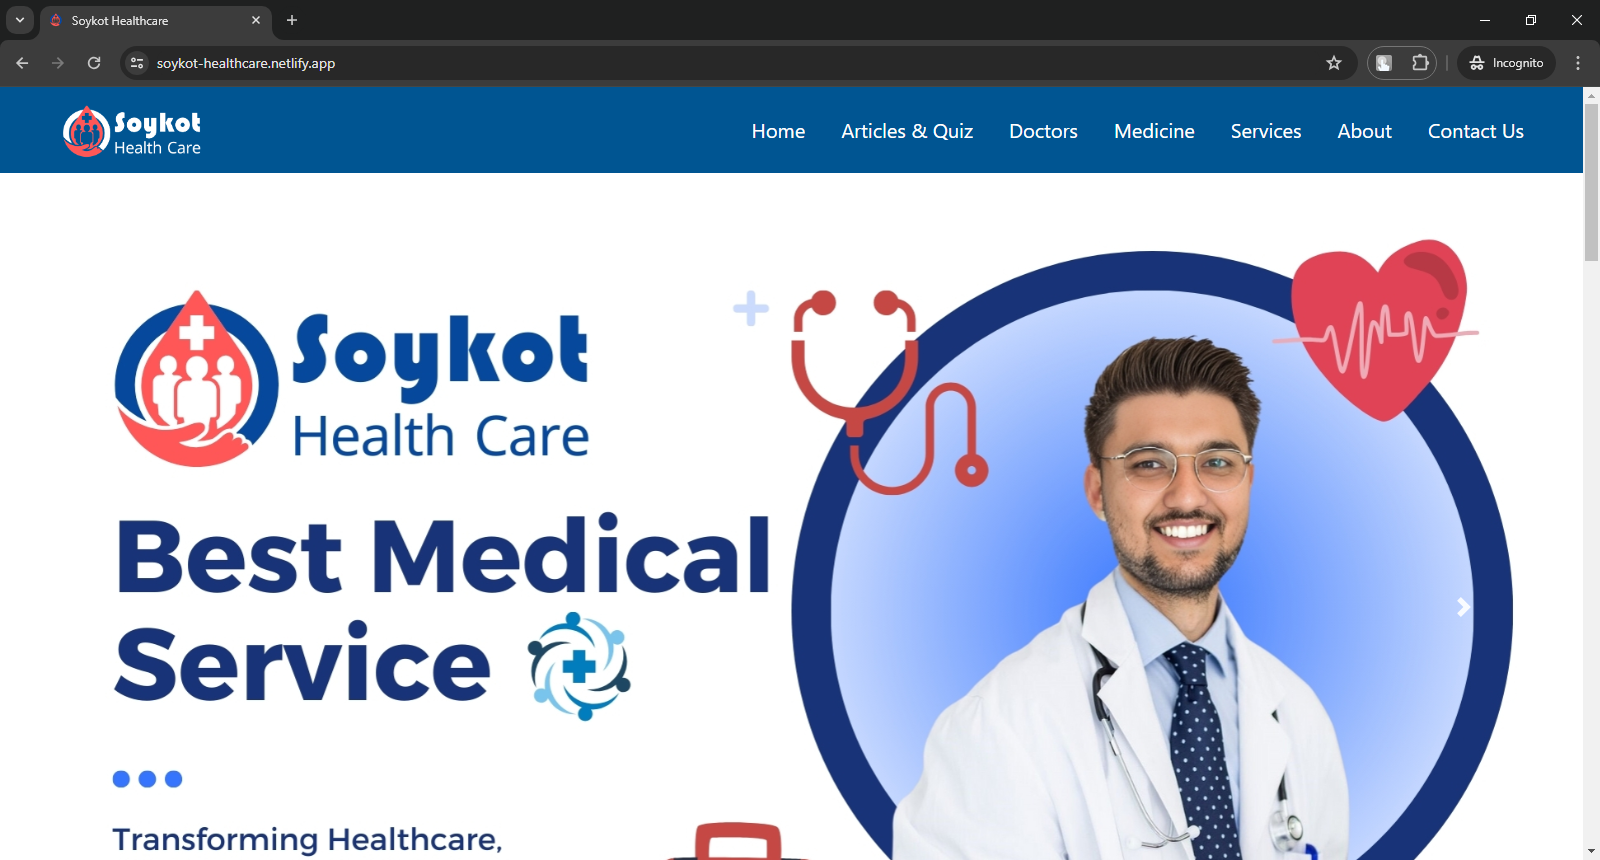 Soykot Healthcare
soykot-healthcare.netlify.app
Incognito
Soykot
Health Care
Home Articles & Quiz Doctors Medicine Services About Contact Us
Soykot
Health Care
Best Medical
Service
Transforming Healthcare,